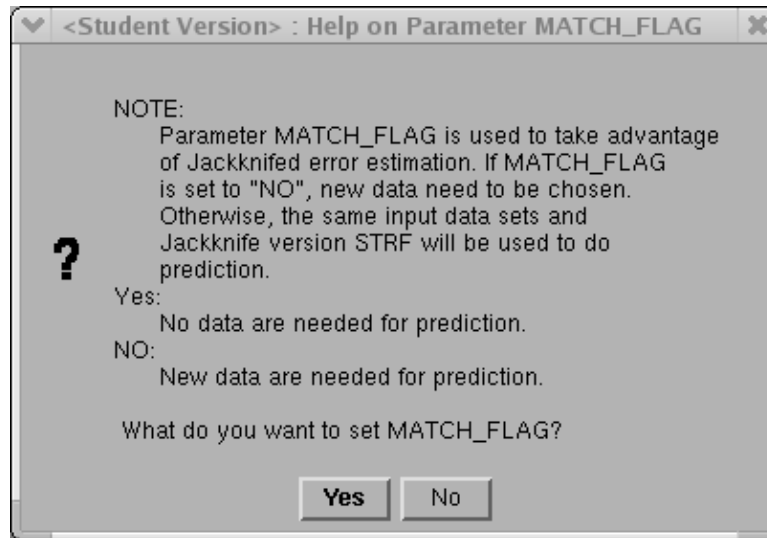 <Student Version> : Help on Parameter MATCH_FLAG
NOTE:
Parameter MATCH_FLAG is used to take advantage
of Jackknifed error estimation. If MATCH_FLAG
is set to "NO", new data need to be chosen.
Otherwise, the same input data sets and
Jackknife version STRF will be used to do
prediction.
Yes:
No data are needed for prediction.
NO:
New data are needed for prediction.
What do you want to set MATCH_FLAG?
Yes No